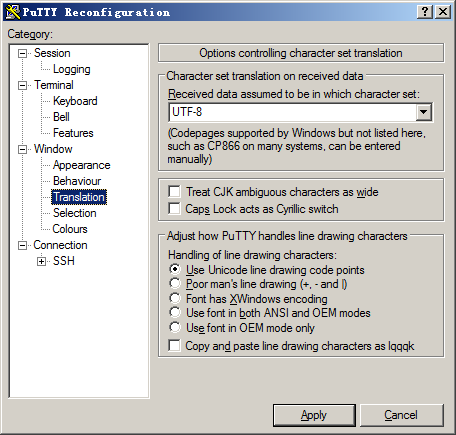 PuTTY Reconfiguration
Category:
Session
Logging
Terminal
Keyboard
Bell
Features
Window
Appearance
Behaviour
Translation
Selection
Colours
Connection
SSH
Options controlling character set translation
Character set translation on received data
Received data assumed to be in which character set:
UTF-8
(Codepages supported by Windows but not listed here,
such as CP866 on many systems, can be entered
manually)
Treat CJK ambiguous characters as wide
Caps Lock acts as Cyrillic switch
Adjust how PuTTY handles line drawing characters
Handling of line drawing characters:
Use Unicode line drawing code points
Poor man's line drawing (+, - and |)
Font has XWindows encoding
Use font in both ANSI and OEM modes
Use font in OEM mode only
Copy and paste line drawing characters as lqqqk
Apply
Cancel